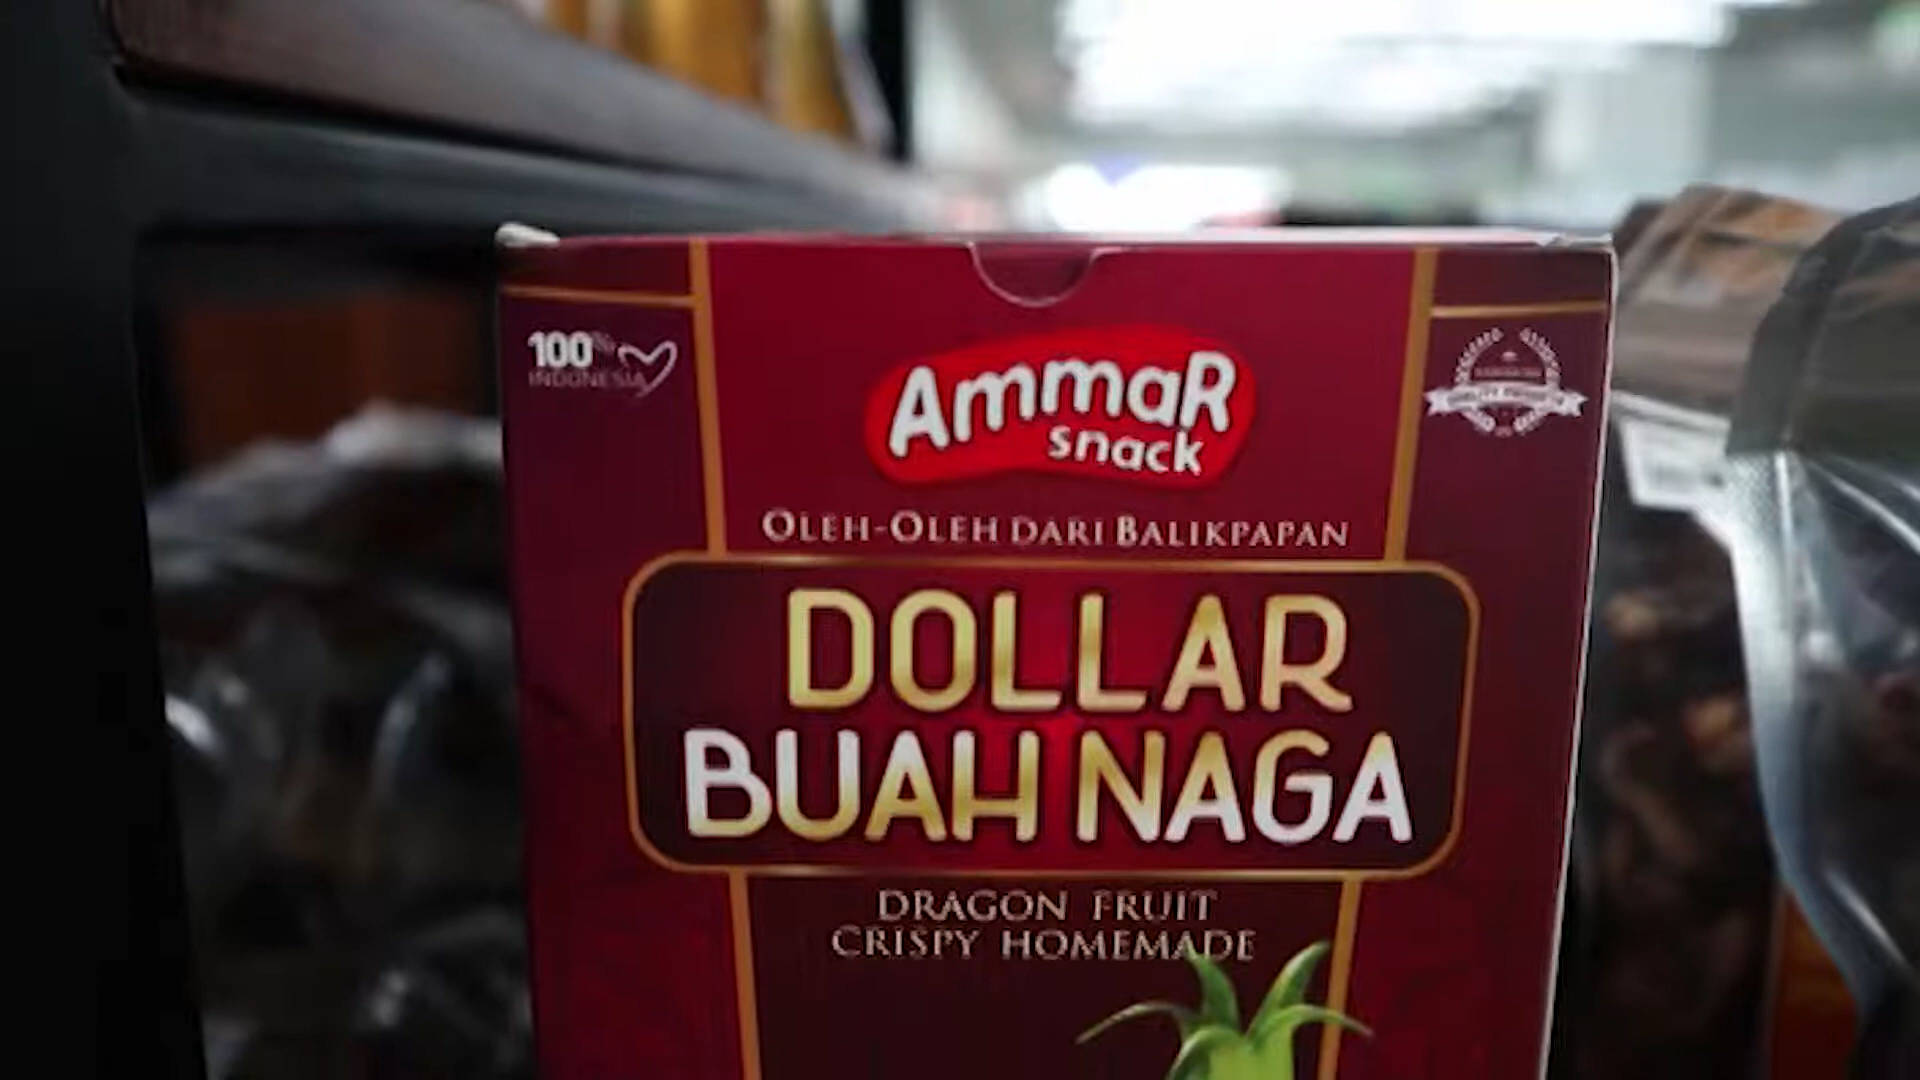 100%
INDONESIA
AmmaR
snack
OLEH-OLEH DARI BALIKPAPAN
DOLLAR
BUAH NAGA
DRAGON FRUIT
CRISPY HOMEMADE